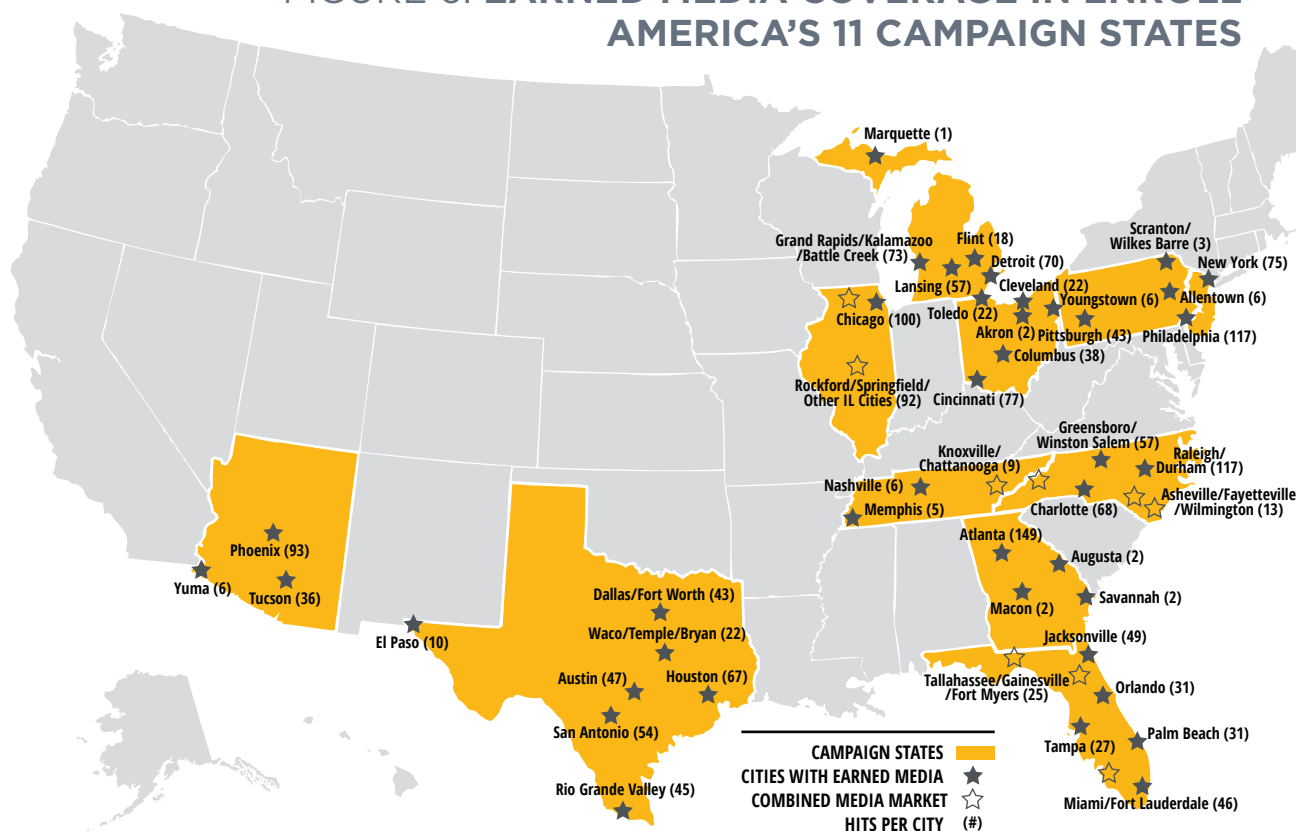 FIGURE EARNED MEDIA COVERAGE IN ENROLL
AMERICA'S 11 CAMPAIGN STATES
Marquette (1)
Grand Rapids/Kalamazoo
/Battle Creek (73)
Flint (18)
Detroit (70)
Lansing (57)
Scranton/
Wilkes Barre (3)
New York (75)
Cleveland (22)
Youngstown (6)
Allentown (6)
Chicago (100)
Toledo (22)
Akron (2)
Pittsburgh (43)
Philadelphia (117)
Columbus (38)
Rockford/Springfield/
Other IL Cities (92)
Cincinnati (77)
Greensboro/
Winston Salem (57)
Knoxville/
Chattanooga (9)
Raleigh/
Durham (117)
Nashville (6)
Memphis (5)
Charlotte (68)
Asheville/Fayetteville
/Wilmington (13)
Atlanta (149)
Augusta (2)
Phoenix (93)
Yuma (6)
Tucson (36)
Dallas/Fort Worth (43)
Macon (2)
Savannah (2)
Waco/Temple/Bryan (22)
El Paso (10)
Jacksonville (49)
Austin (47)
Houston (67)
Tallahassee/Gainesville
/Fort Myers (25)
Orlando (31)
San Antonio (54)
Palm Beach (31)
Tampa (27)
Rio Grande Valley (45)
Miami/Fort Lauderdale (46)
CAMPAIGN STATES
CITIES WITH EARNED MEDIA
COMBINED MEDIA MARKET
HITS PER CITY (#)